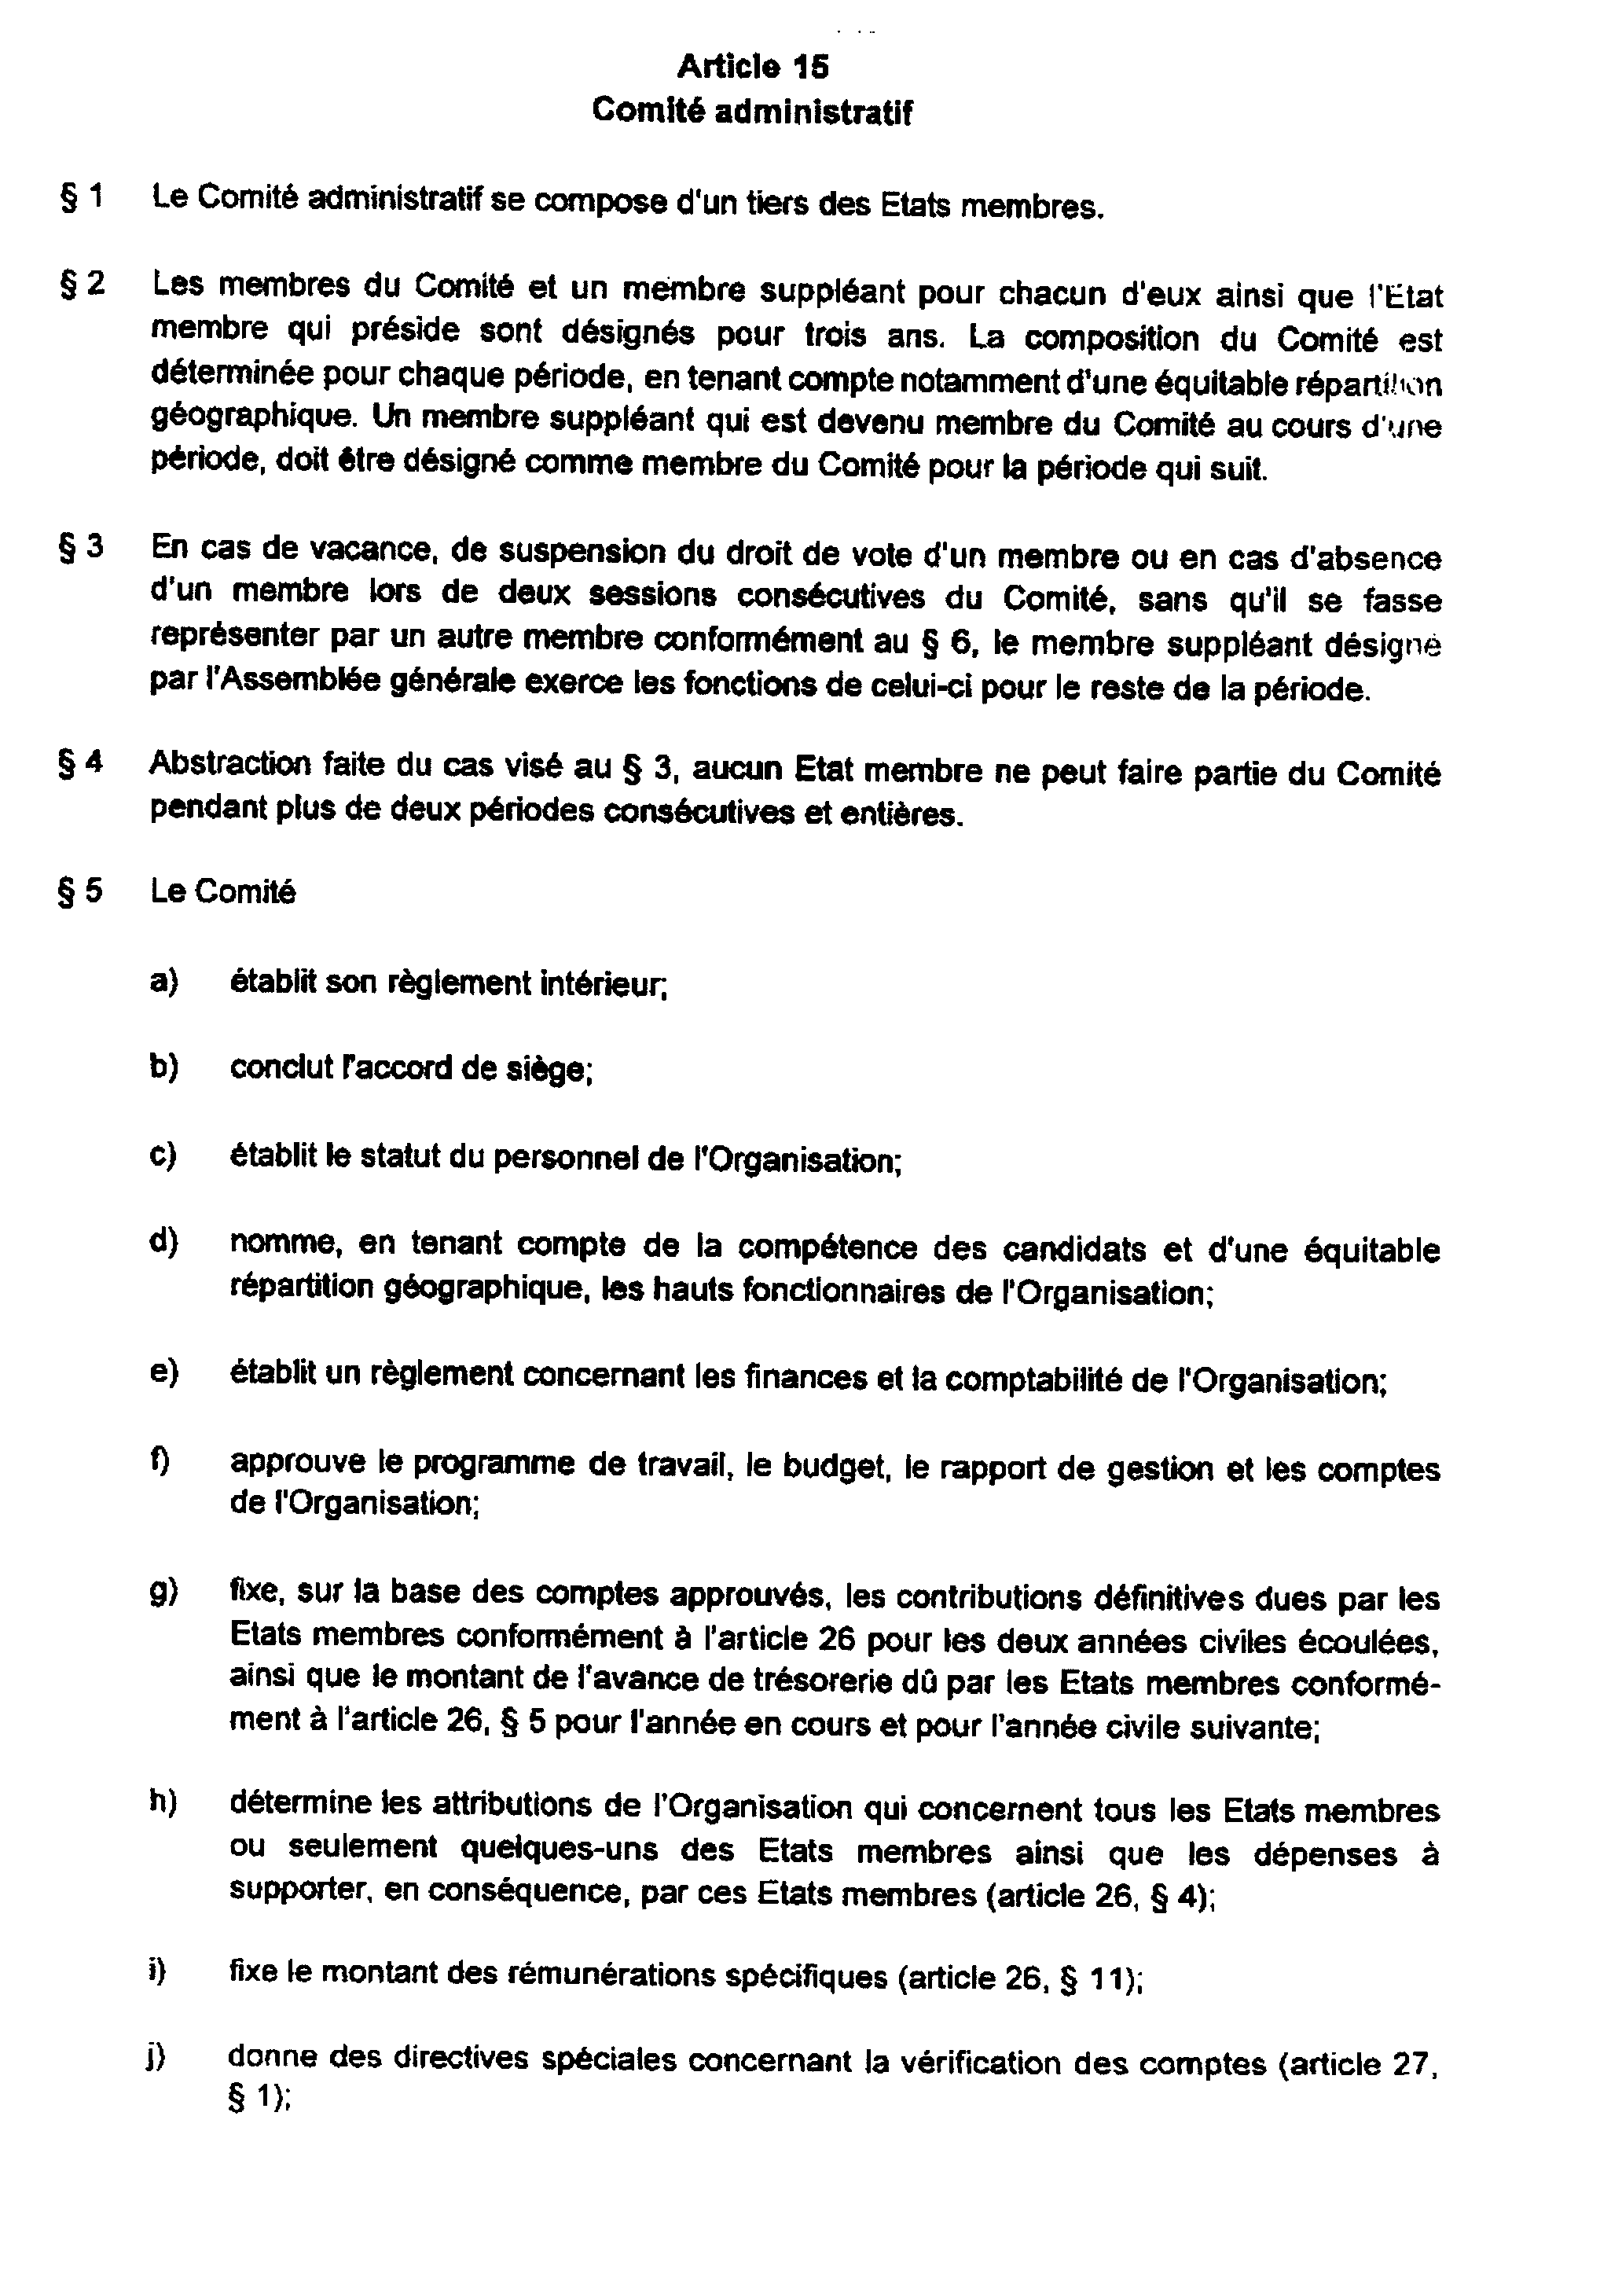 Article 15
Comité administratif
§ 1 Le Comité administratif se compose d'un tiers des Etats membres.
§ 2 Les membres du Comité et un membre suppléant pour chacun d'eux ainsi que l'Etat
membre qui préside sont désignés pour trois ans. La composition du Comité est
déterminée pour chaque période, en tenant compte notamment d'une équitable répartition
géographique. Un membre suppléant qui est devenu membre du Comité au cours d'une
période, doit être désigné comme membre du Comité pour la période qui suit.
§ 3 En cas de vacance, de suspension du droit de vote d'un membre ou en cas d'absence
d'un membre lors de deux sessions consécutives du Comité, sans qu'il se fasse
représenter par un autre membre conformément au § 6, le membre suppléant désigné
par l'Assemblée générale exerce les fonctions de celui-ci pour le reste de la période.
§ 4 Abstraction faite du cas visé au § 3, aucun Etat membre ne peut faire partie du Comité
pendant plus de deux périodes consécutives et entières.
§ 5 Le Comité
a) établit son règlement intérieur;
b) conclut l'accord de siège;
c) établit le statut du personnel de l'Organisation;
d) nomme, en tenant compte de la compétence des candidats et d'une équitable
répartition géographique, les hauts fonctionnaires de l'Organisation;
e) établit un règlement concernant les finances et la comptabilité de l'Organisation;
f) approuve le programme de travail, le budget, le rapport de gestion et les comptes
de l'Organisation;
g) fixe, sur la base des comptes approuvés, les contributions définitives dues par les
Etats membres conformément à l'article 26 pour les deux années civiles écoulées,
ainsi que le montant de l'avance de trésorerie dû par les Etats membres conformé-
ment à l'article 26, § 5 pour l'année en cours et pour l'année civile suivante;
h) détermine les attributions de l'Organisation qui concernent tous les Etats membres
ou seulement quelques-uns des Etats membres ainsi que les dépenses à
supporter, en conséquence, par ces Etats membres (article 26, § 4);
i) fixe le montant des rémunérations spécifiques (article 26, § 11);
j) donne des directives spéciales concernant la vérification des comptes (article 27,
§ 1);